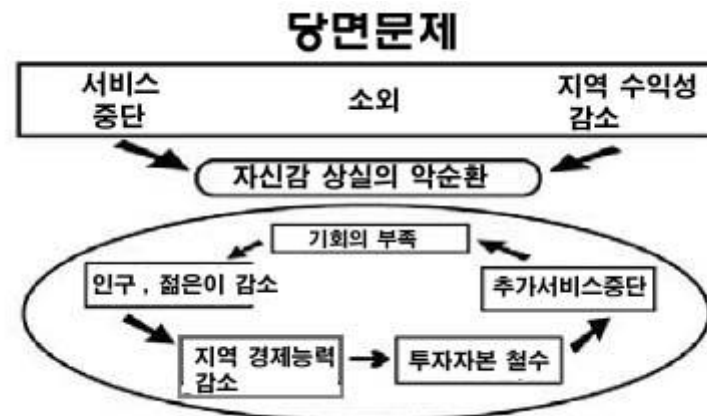 당면문제
서비스 중단
소외
지역 수익성 감소
자신감 상실의 악순환
기회의 부족
인구 , 젊은이 감소
추가서비스중단
지역 경제능력 감소
투자자본 철수